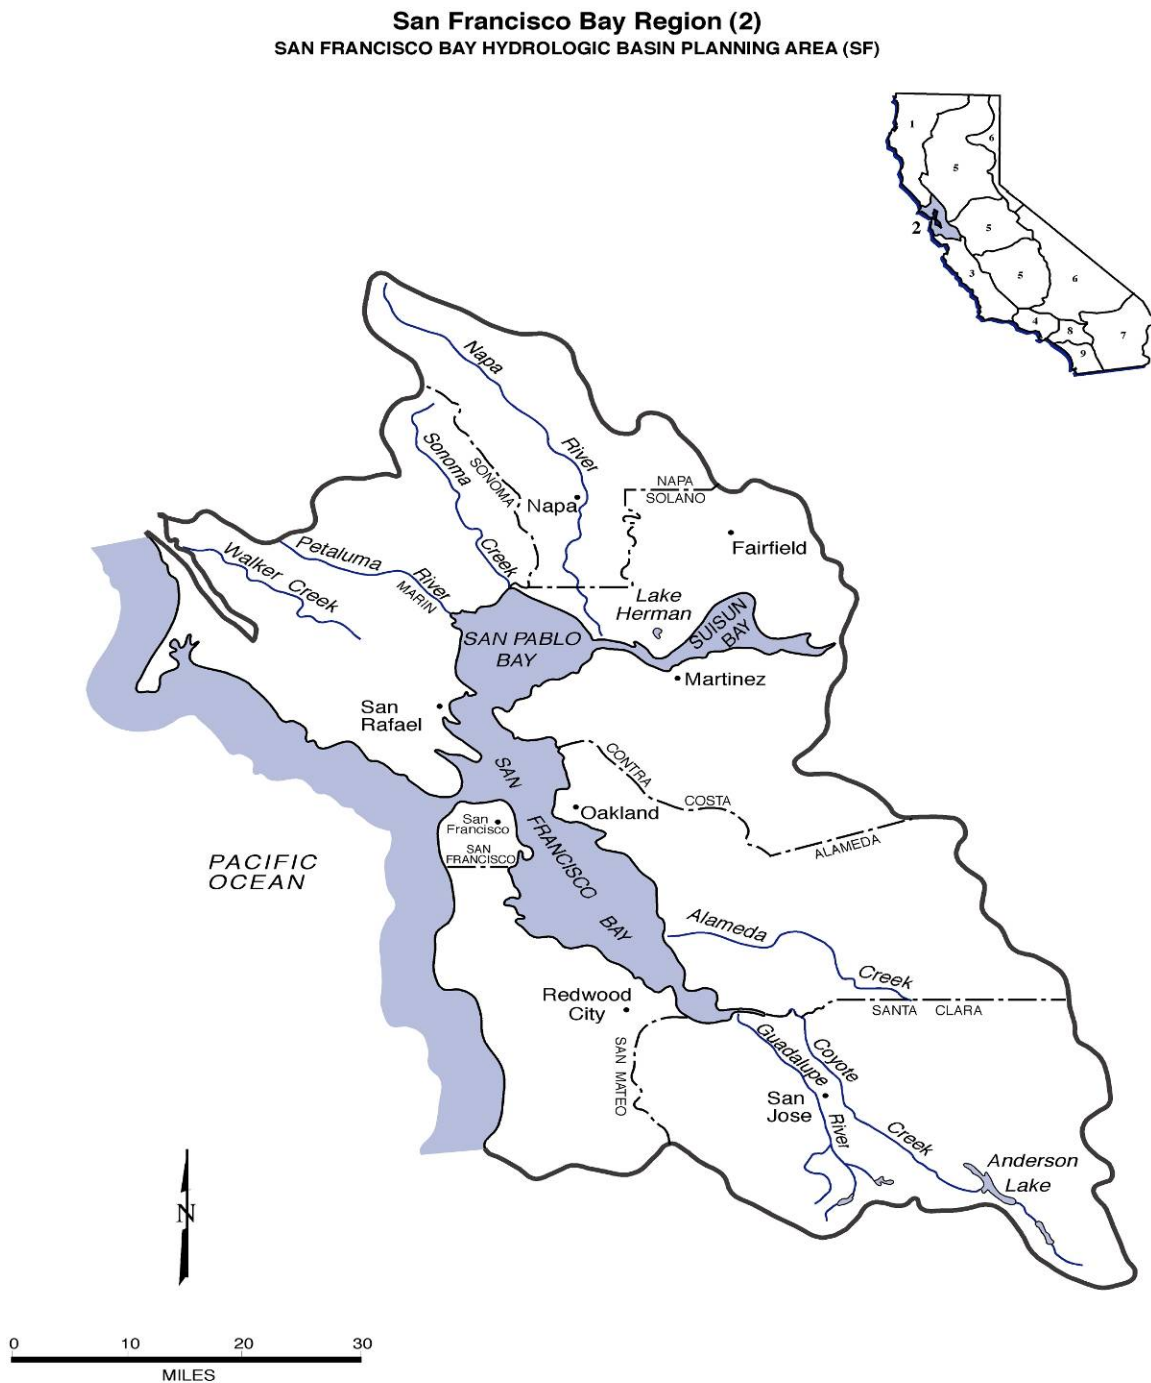 San Francisco Bay Region (2)
SAN FRANCISCO BAY HYDROLOGIC BASIN PLANNING AREA (SF)
1
6
5
2
5
3
5
6
4
8
7
9
Napa
River
Sonoma
Creek
SONOMA
NAPA
SOLANO
Napa
Fairfield
Walker Creek
Petaluma
River
MARIN
Lake
Herman
SUISUN
BAY
SAN PABLO
BAY
Martinez
San
Rafael
SAN
FRANCISCO
BAY
CONTRA
COSTA
ALAMEDA
Oakland
San
Francisco
SAN
FRANCISCO
PACIFIC
OCEAN
Alameda
Creek
Redwood
City
SANTA CLARA
SAN MATEO
Guadalupe
River
Coyote
Creek
San
Jose
Anderson
Lake
N
0 10 20 30
MILES